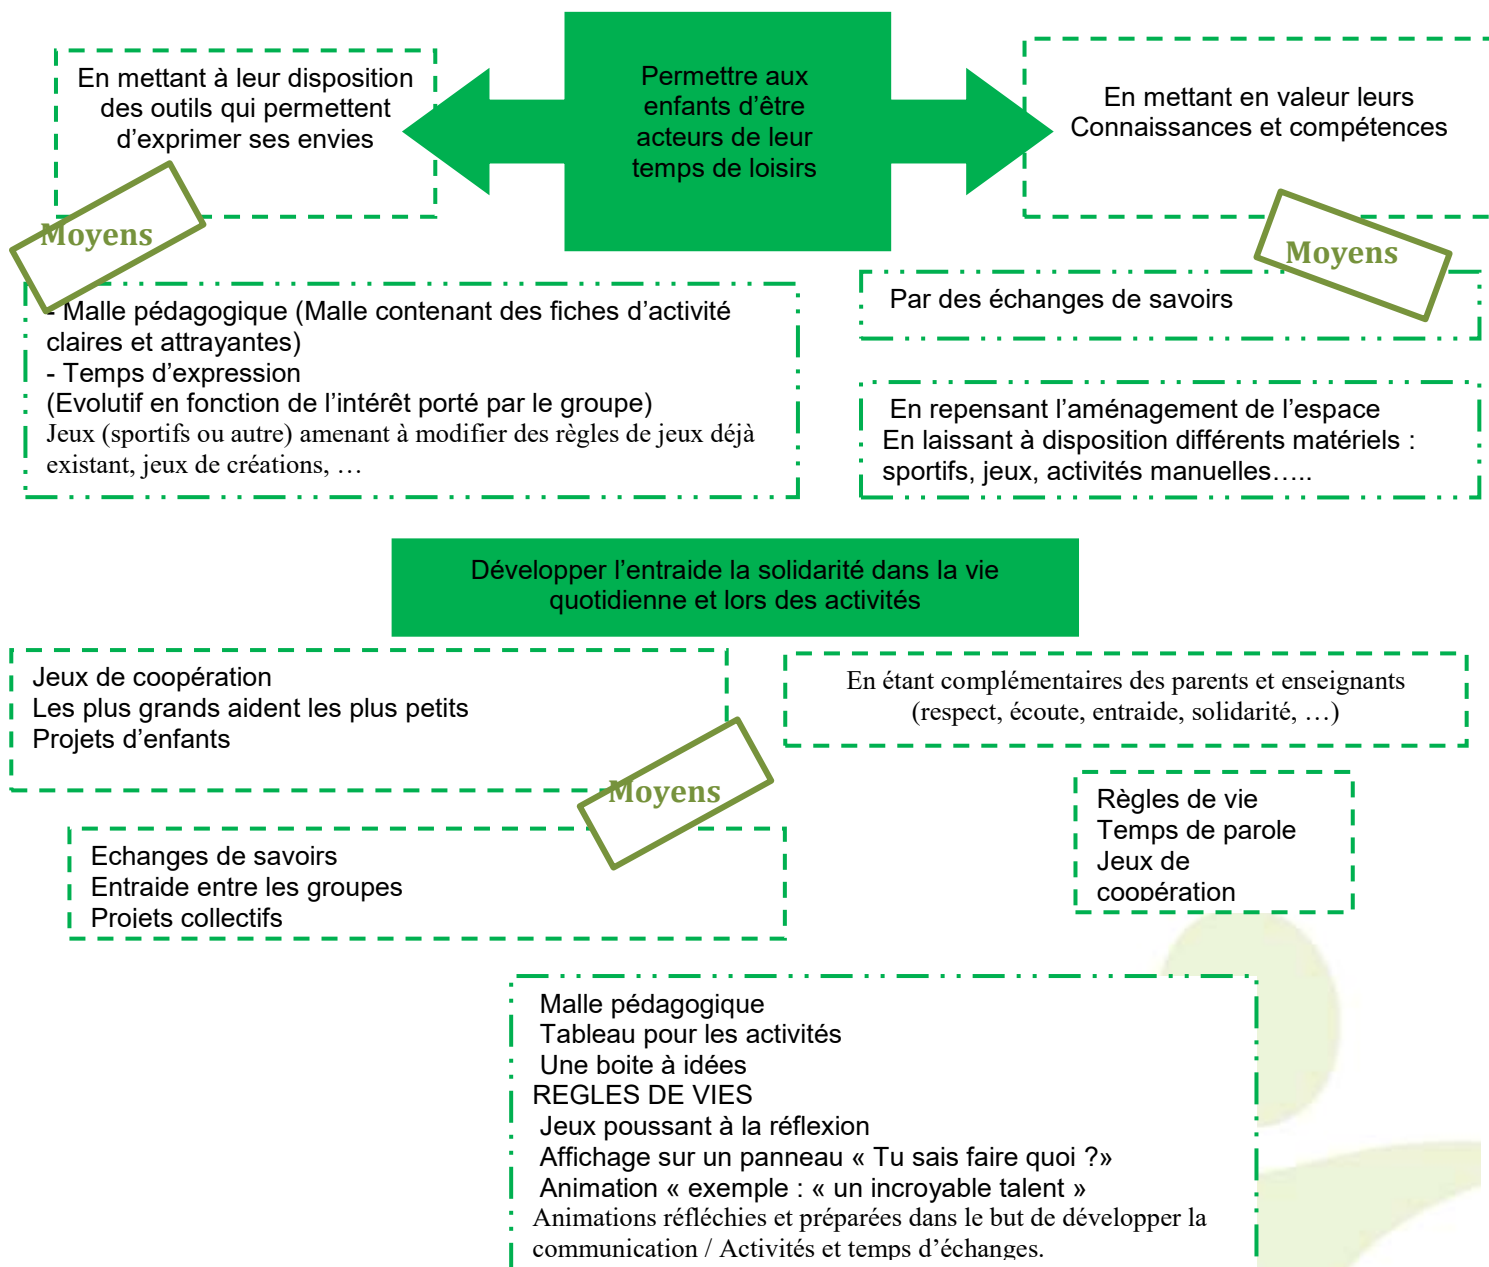 En mettant à leur disposition
des outils qui permettent
d'exprimer ses envies
Permettre aux
enfants d'être
acteurs de leur
temps de loisirs
En mettant en valeur leurs
Connaissances et compétences
Moyens
Moyens
- Malle pédagogique (Malle contenant des fiches d'activité
claires et attrayantes)
- Temps d'expression
(Evolutif en fonction de l'intérêt porté par le groupe)
Jeux (sportifs ou autre) amenant à modifier des règles de jeux déjà
existant, jeux de créations, …
Par des échanges de savoirs
En repensant l'aménagement de l'espace
En laissant à disposition différents matériels :
sportifs, jeux, activités manuelles…..
Développer l'entraide la solidarité dans la vie
quotidienne et lors des activités
Jeux de coopération
Les plus grands aident les plus petits
Projets d'enfants
En étant complémentaires des parents et enseignants
(respect, écoute, entraide, solidarité, …)
Moyens
Echanges de savoirs
Entraide entre les groupes
Projets collectifs
Règles de vie
Temps de parole
Jeux de
coopération
Malle pédagogique
Tableau pour les activités
Une boite à idées
REGLES DE VIES
Jeux poussant à la réflexion
Affichage sur un panneau « Tu sais faire quoi ?»
Animation « exemple : « un incroyable talent »
Animations réfléchies et préparées dans le but de développer la
communication / Activités et temps d'échanges.